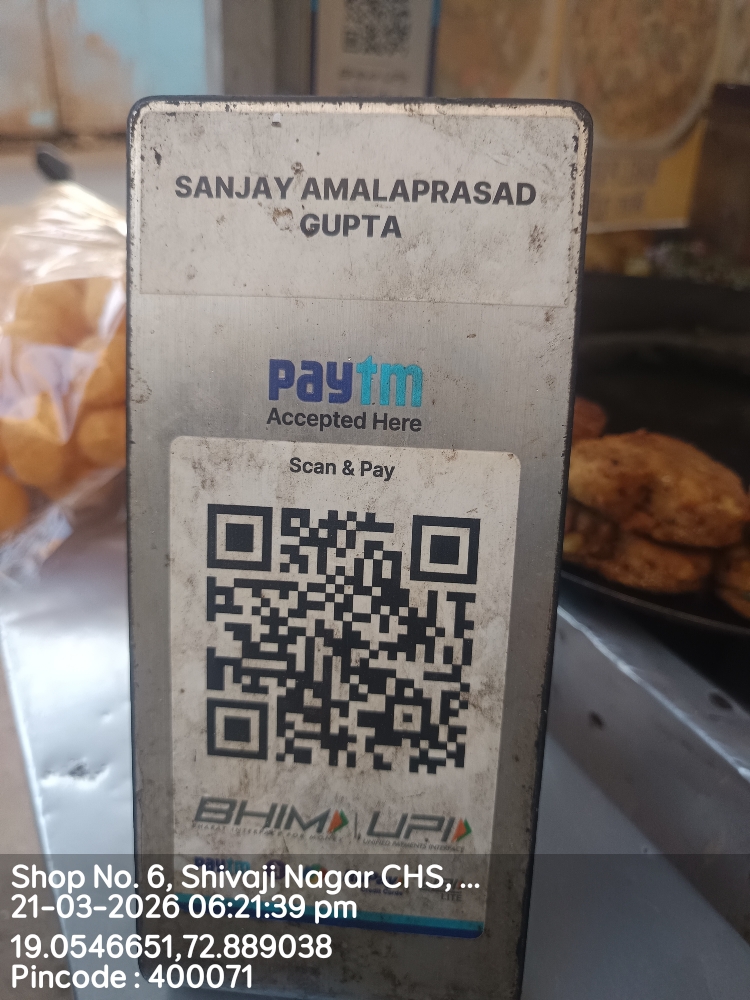 SANJAY AMALAPRASAD
GUPTA
paytm
Accepted Here
Scan & Pay
BHIM UPI
paytm
Shop No. 6, Shivaji Nagar CHS, ...
21-03-2026 06:21:39 pm
19.0546651,72.889038
Pincode : 400071